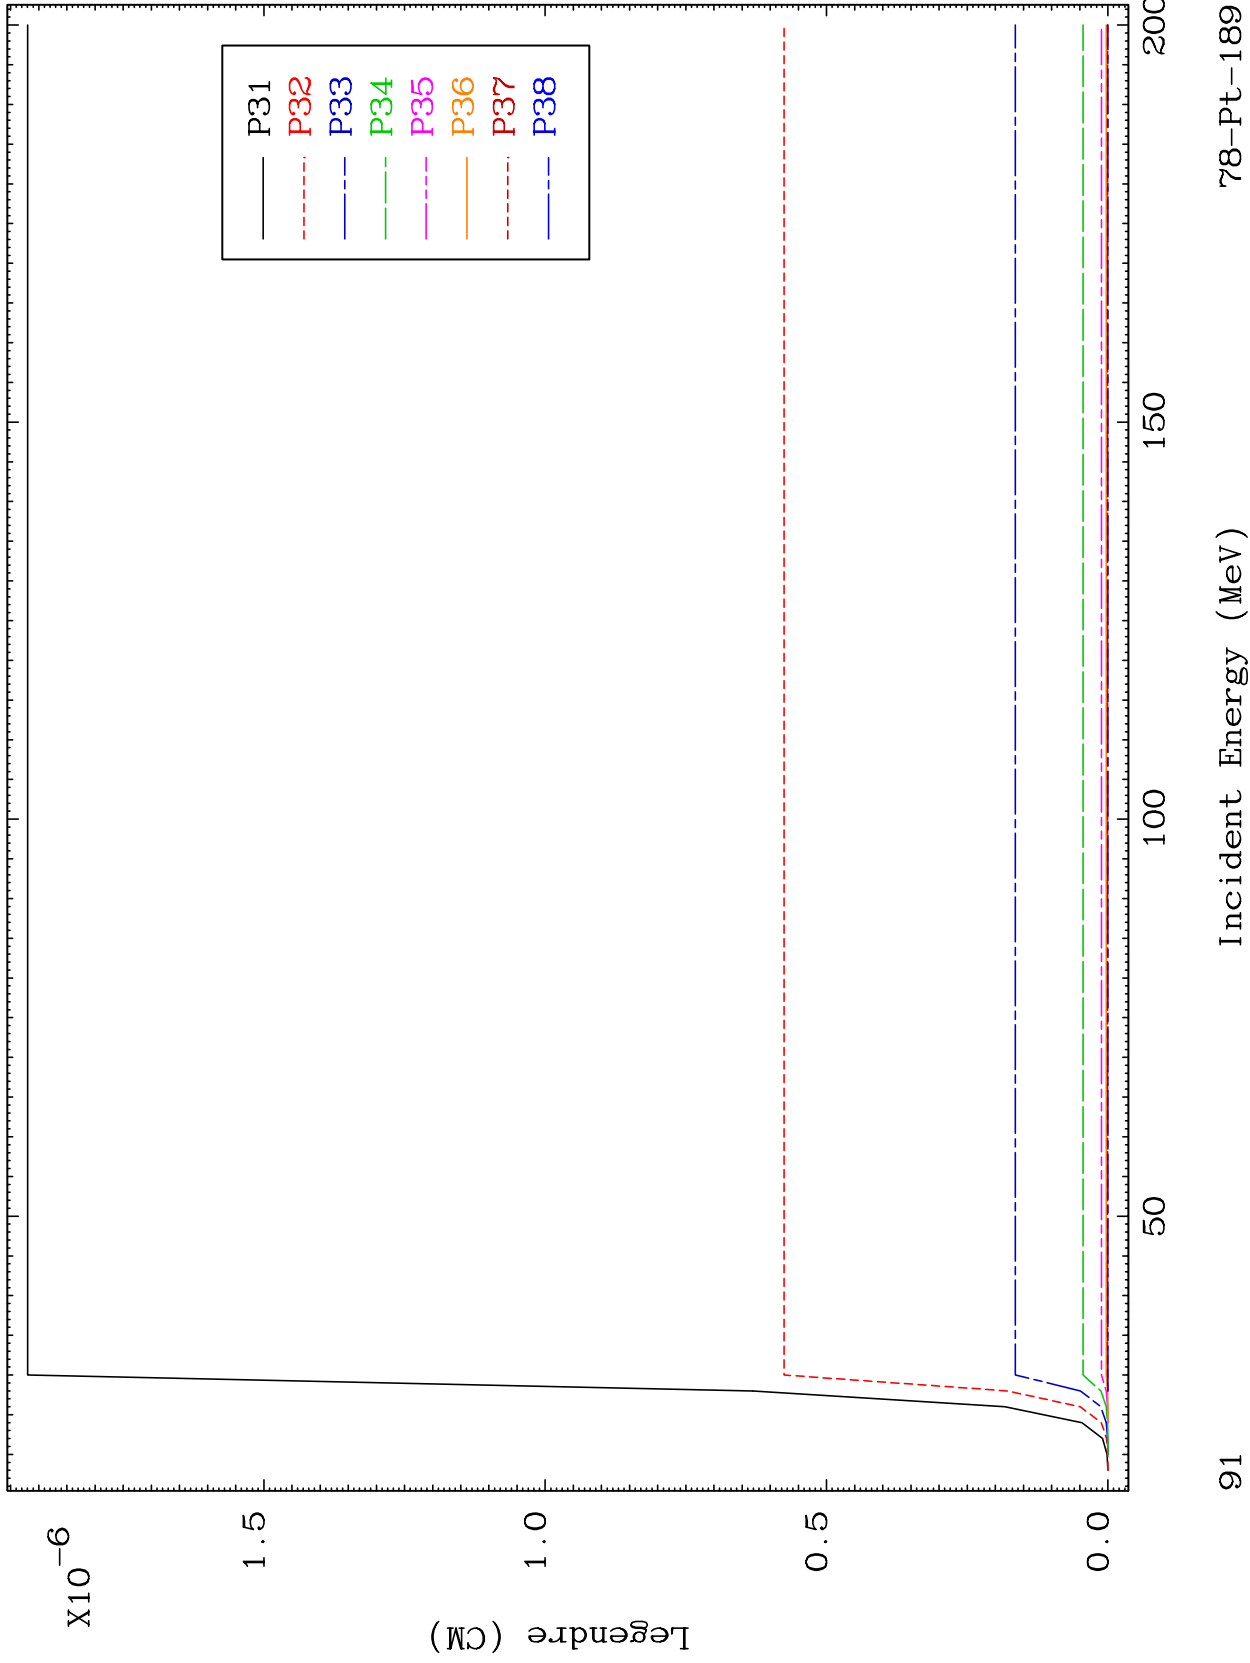 X10-6
1.5
1.0
0.5
0.0
Legendre (CM)
P31
P32
P33
P34
P35
P36
P37
P38
50
100
150
200
91
Incident Energy (MeV)
78-Pt-189